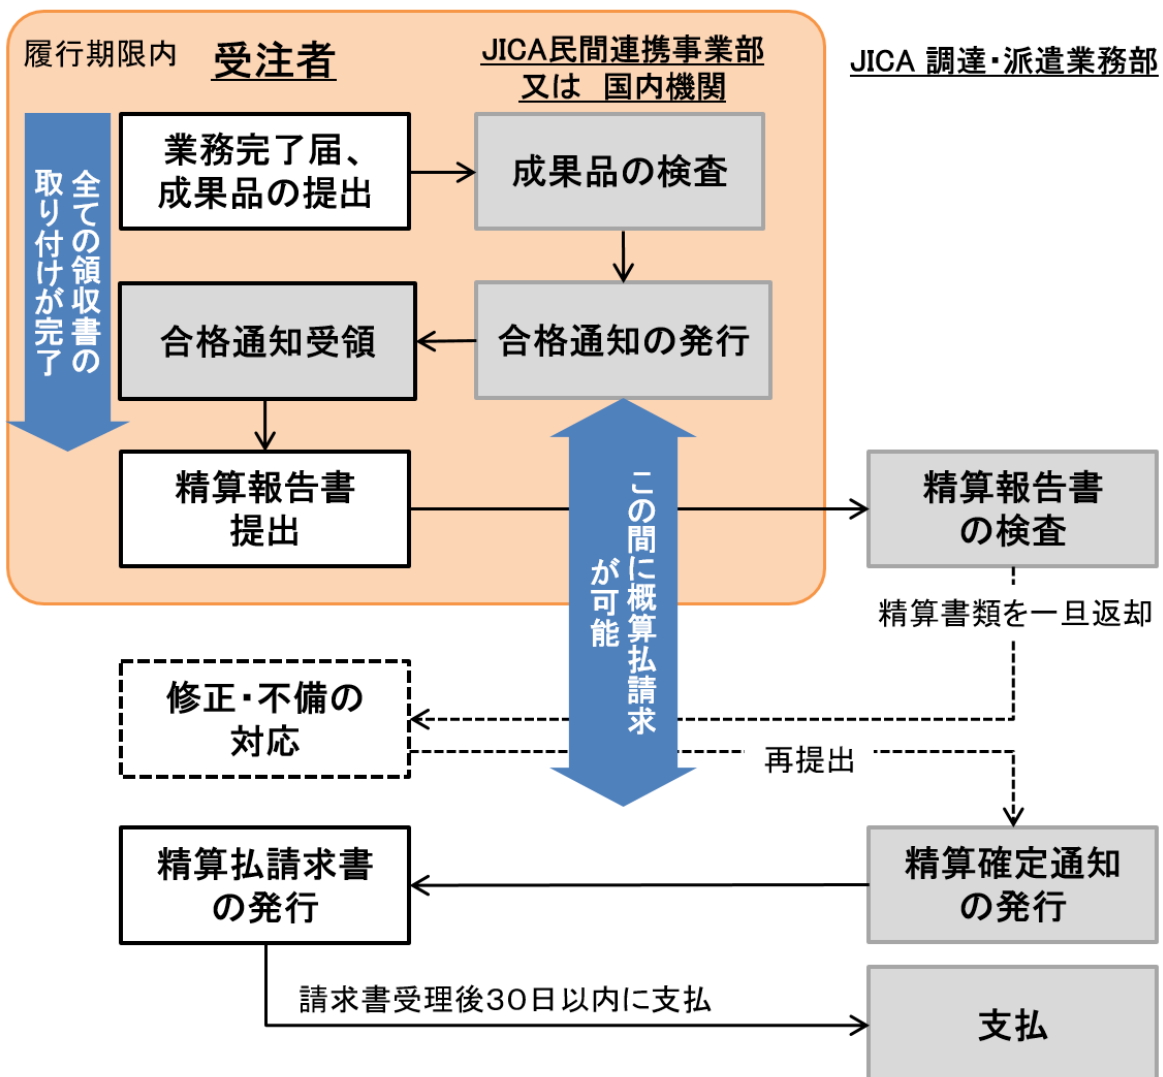 履行期限内
受注者
JICA民間連携事業部
又は 国内機関
JICA 調達・派遣業務部
全ての領収書の
取り付けが完了
業務完了届、
成果品の提出
成果品の検査
合格通知受領
合格通知の発行
精算報告書
提出
精算報告書
の検査
この間に概算払請求
が可能
精算書類を一旦返却
修正・不備の
対応
再提出
精算払請求書
の発行
精算確定通知
の発行
請求書受理後30日以内に支払
支払